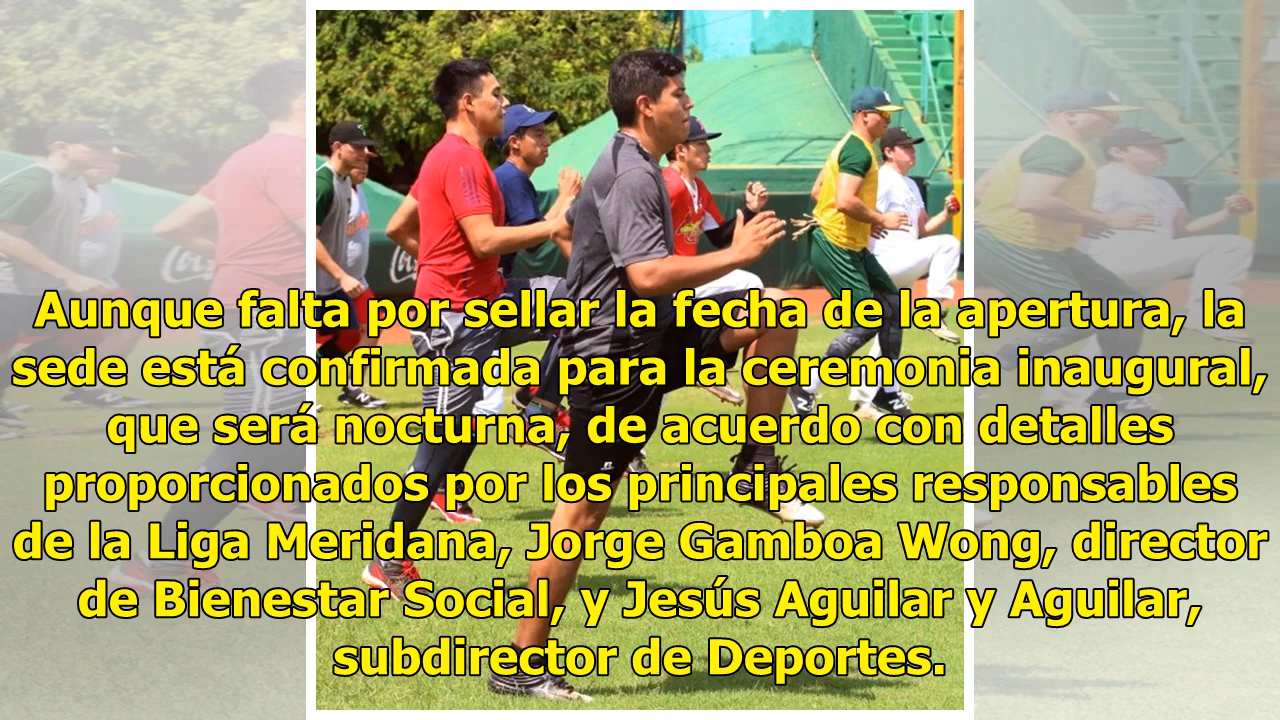 Aunque falta por sellar la fecha de la apertura, la
sede está confirmada para la ceremonia inaugural,
que será nocturna, de acuerdo con detalles
proporcionados por los principales responsables
de la Liga Meridana, Jorge Gamboa Wong, director
de Bienestar Social, y Jesús Aguilar y Aguilar,
subdirector de Deportes.